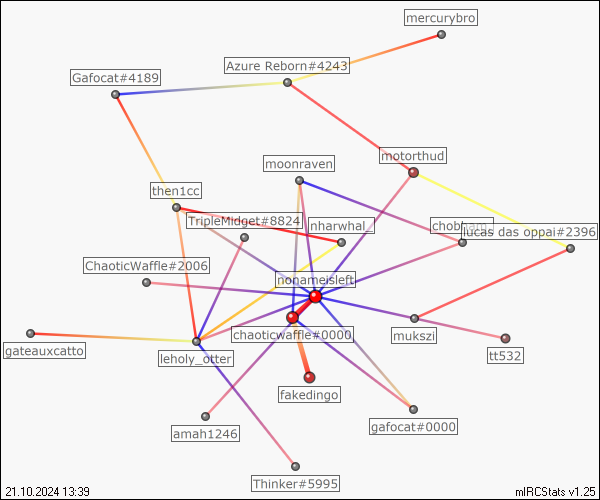 mercurybro
Azure Reborn#4243
Gafocat#4189
motorthud
moonraven
then1cc
TripleMidget#8824
nharwhal_
lucas das oppai#2396
ChaoticWaffle#2006
nonameisleft
chaoticwaffle#0000
mukszi
gateauxcatto
leholy_otter
tt532
fakedingo
gafocat#0000
amah1246
Thinker#5995
21.10.2024 13:39
mIRCStats v1.25